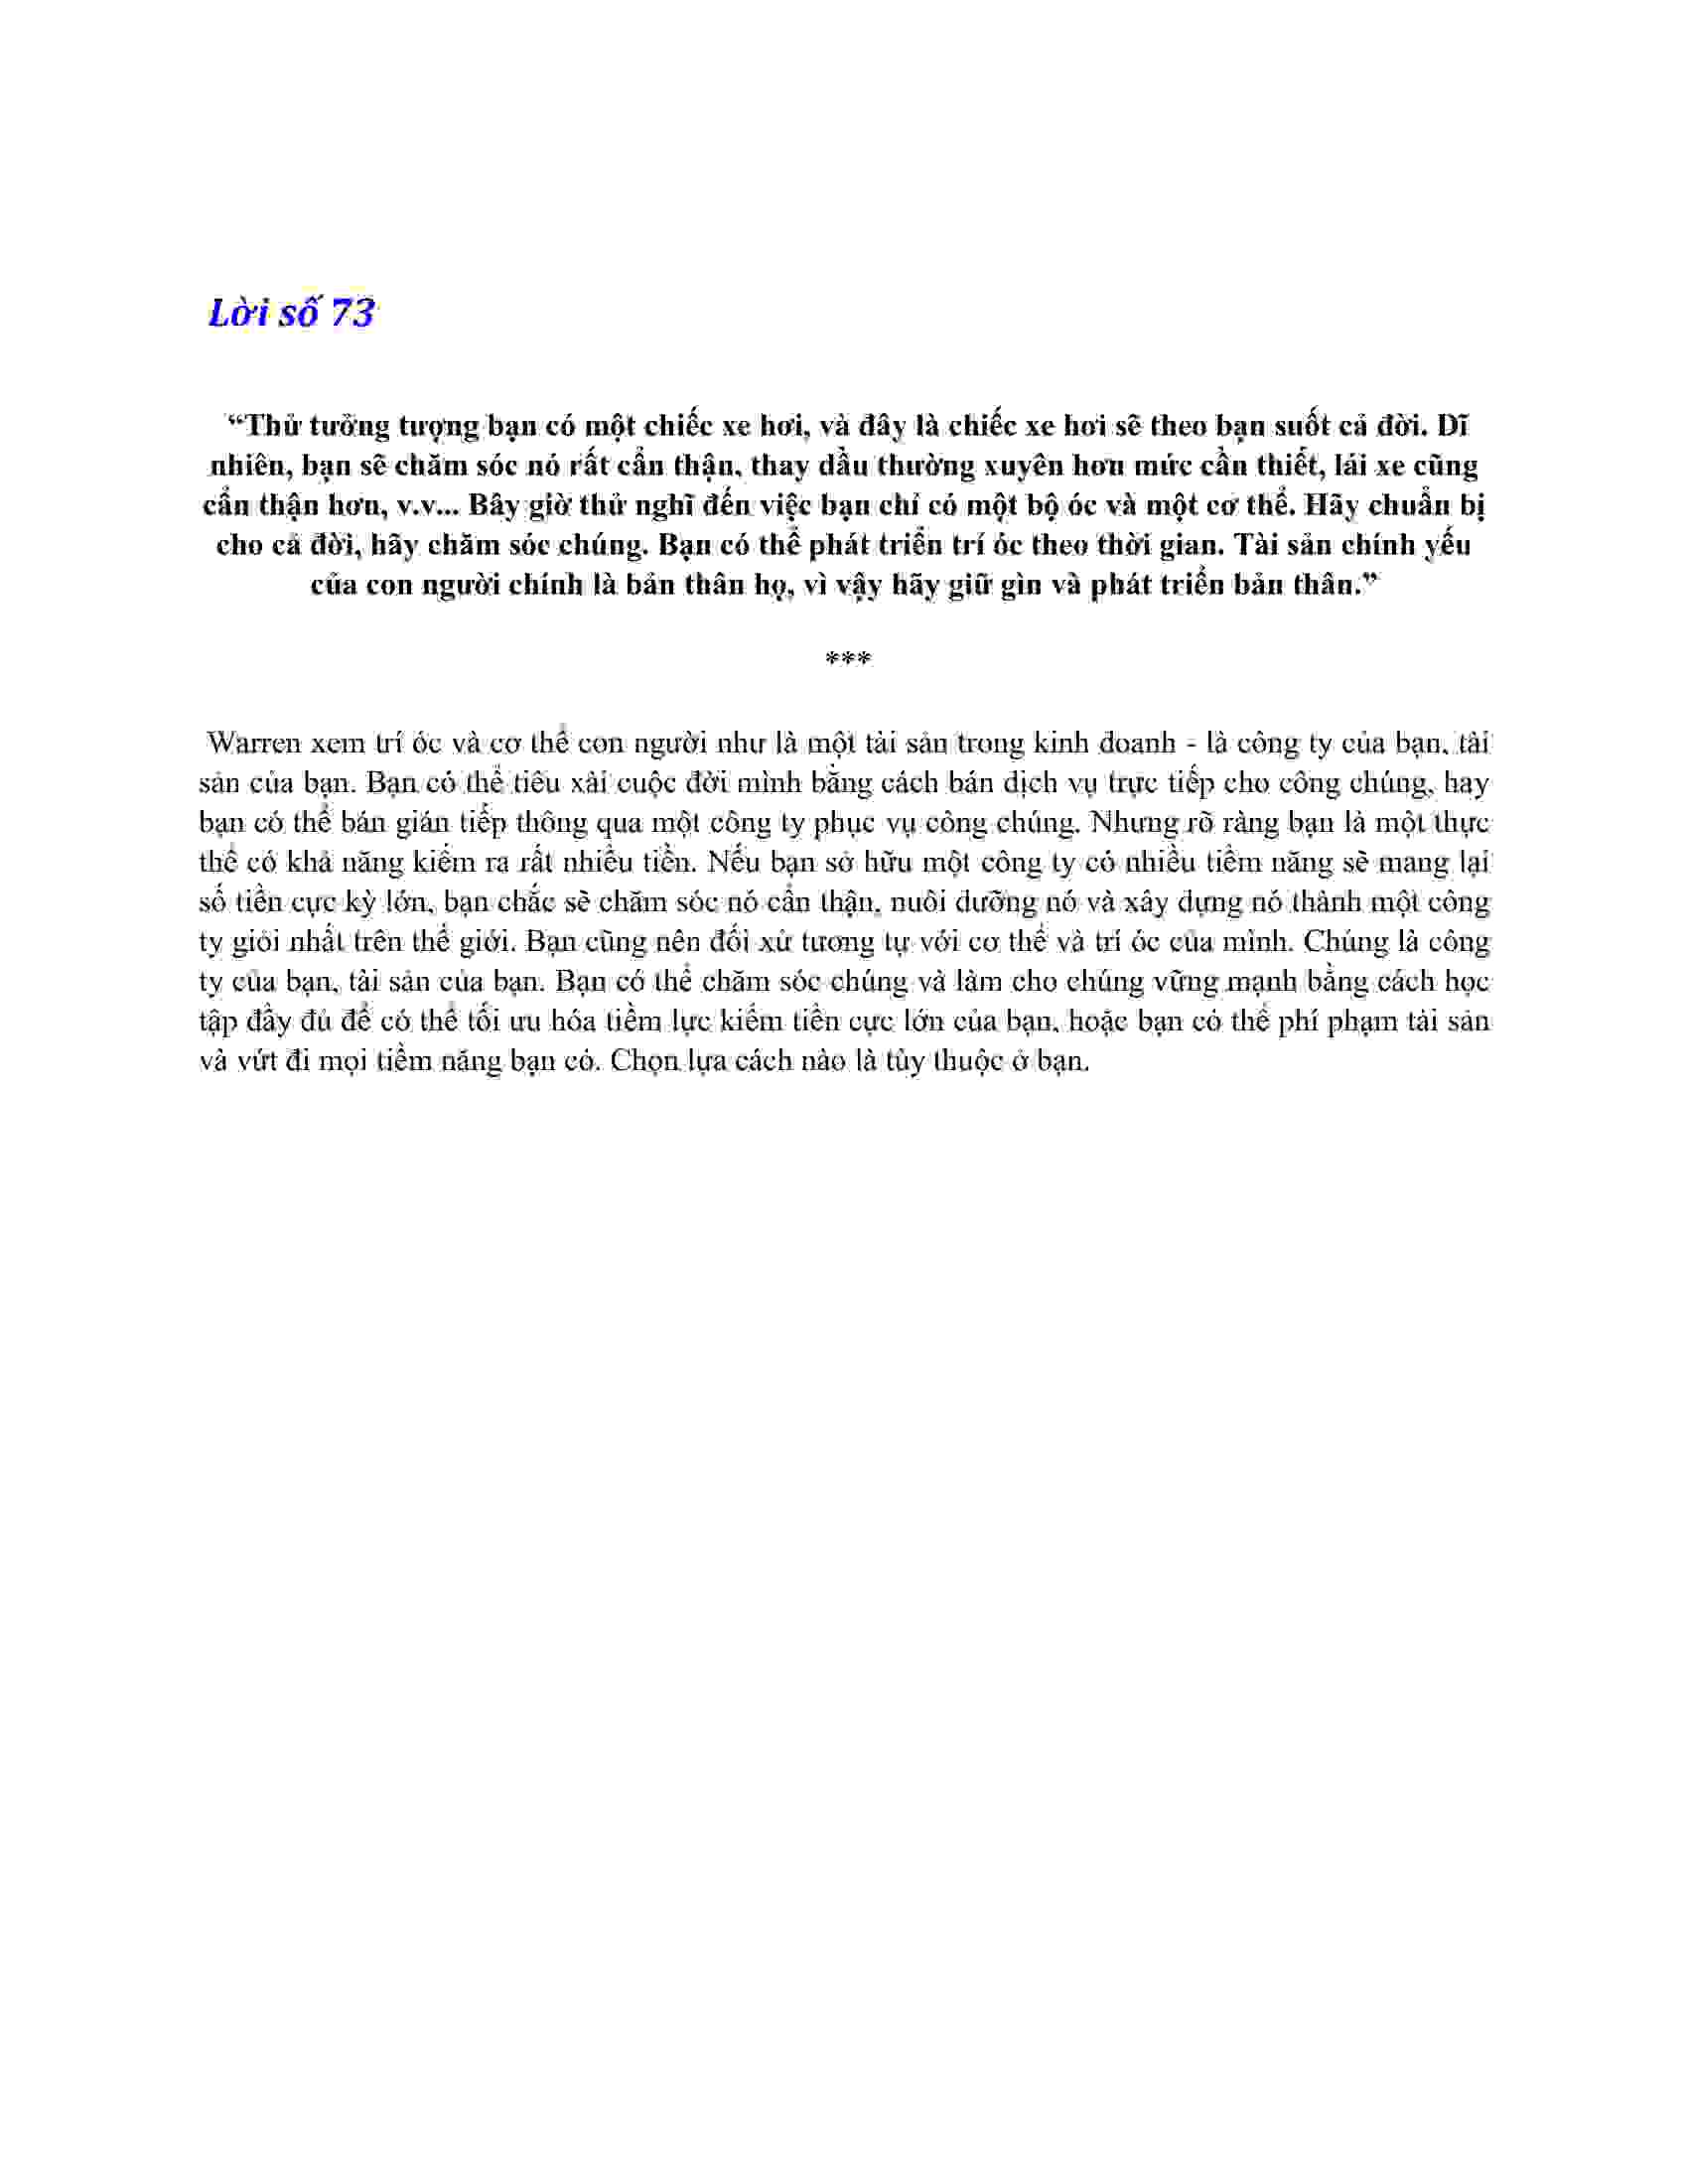 Lời số 73
“Thử tưởng tượng bạn có một chiếc xe hơi, và đây là chiếc xe hơi sẽ theo bạn suốt cả đời. Dĩ
nhiên, bạn sẽ chăm sóc nó rất cẩn thận, thay dầu thường xuyên hơn mức cần thiết, lái xe cũng
cẩn thận hơn, v.v... Bây giờ thử nghĩ đến việc bạn chỉ có một bộ óc và một cơ thể. Hãy chuẩn bị
cho cả đời, hãy chăm sóc chúng. Bạn có thể phát triển trí óc theo thời gian. Tài sản chính yếu
của con người chính là bản thân họ, vì vậy hãy giữ gìn và phát triển bản thân.”
***
Warren xem trí óc và cơ thể con người như là một tài sản trong kinh doanh - là công ty của bạn, tài
sản của bạn. Bạn có thể tiêu xài cuộc đời mình bằng cách bán dịch vụ trực tiếp cho công chúng, hay
bạn có thể bán gián tiếp thông qua một công ty phục vụ công chúng. Nhưng rõ ràng bạn là một thực
thể có khả năng kiếm ra rất nhiều tiền. Nếu bạn sở hữu một công ty có nhiều tiềm năng sẽ mang lại
số tiền cực kỳ lớn, bạn chắc sẽ chăm sóc nó cẩn thận, nuôi dưỡng nó và xây dựng nó thành một công
ty giỏi nhất trên thế giới. Bạn cũng nên đối xử tương tự với cơ thể và trí óc của mình. Chúng là công
ty của bạn, tài sản của bạn. Bạn có thể chăm sóc chúng và làm cho chúng vững mạnh bằng cách học
tập đầy đủ để có thể tối ưu hóa tiềm lực kiếm tiền cực lớn của bạn, hoặc bạn có thể phí phạm tài sản
và vứt đi mọi tiềm năng bạn có. Chọn lựa cách nào là tùy thuộc ở bạn.